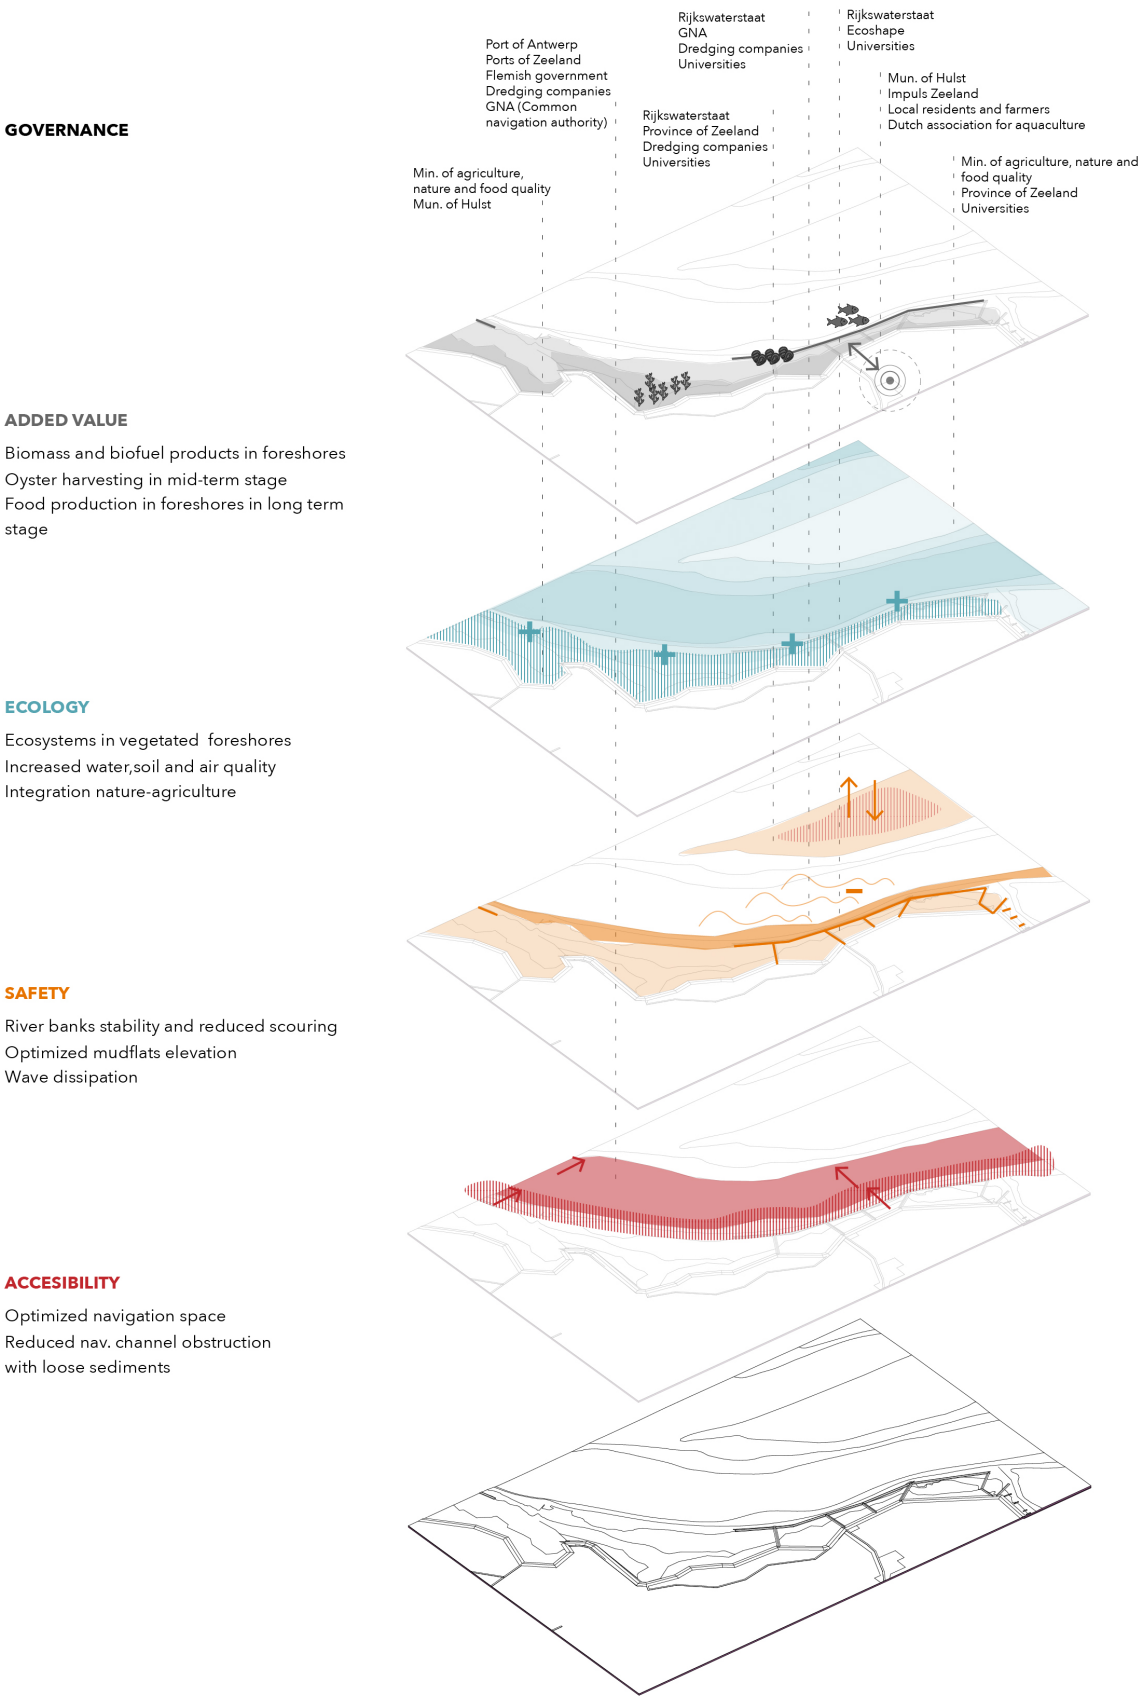 Rijkswaterstaat
GNA
Dredging companies
Universities
Rijkswaterstaat
Ecoshape
Universities
Port of Antwerp
Ports of Zeeland
Flemish government
Dredging companies
GNA (Common
navigation authority)
Mun. of Hulst
Impuls Zeeland
Local residents and farmers
Dutch association for aquaculture
Rijkswaterstaat
Province of Zeeland
Dredging companies
Universities
GOVERNANCE
Min. of agriculture,
nature and food quality
Mun. of Hulst
Min. of agriculture, nature and
food quality
Province of Zeeland
Universities
ADDED VALUE
Biomass and biofuel products in foreshores
Oyster harvesting in mid-term stage
Food production in foreshores in long term
stage
ECOLOGY
Ecosystems in vegetated  foreshores
Increased water,soil and air quality
Integration nature-agriculture
SAFETY
River banks stability and reduced scouring
Optimized mudflats elevation
Wave dissipation
ACCESIBILITY
Optimized navigation space
Reduced nav. channel obstruction
with loose sediments